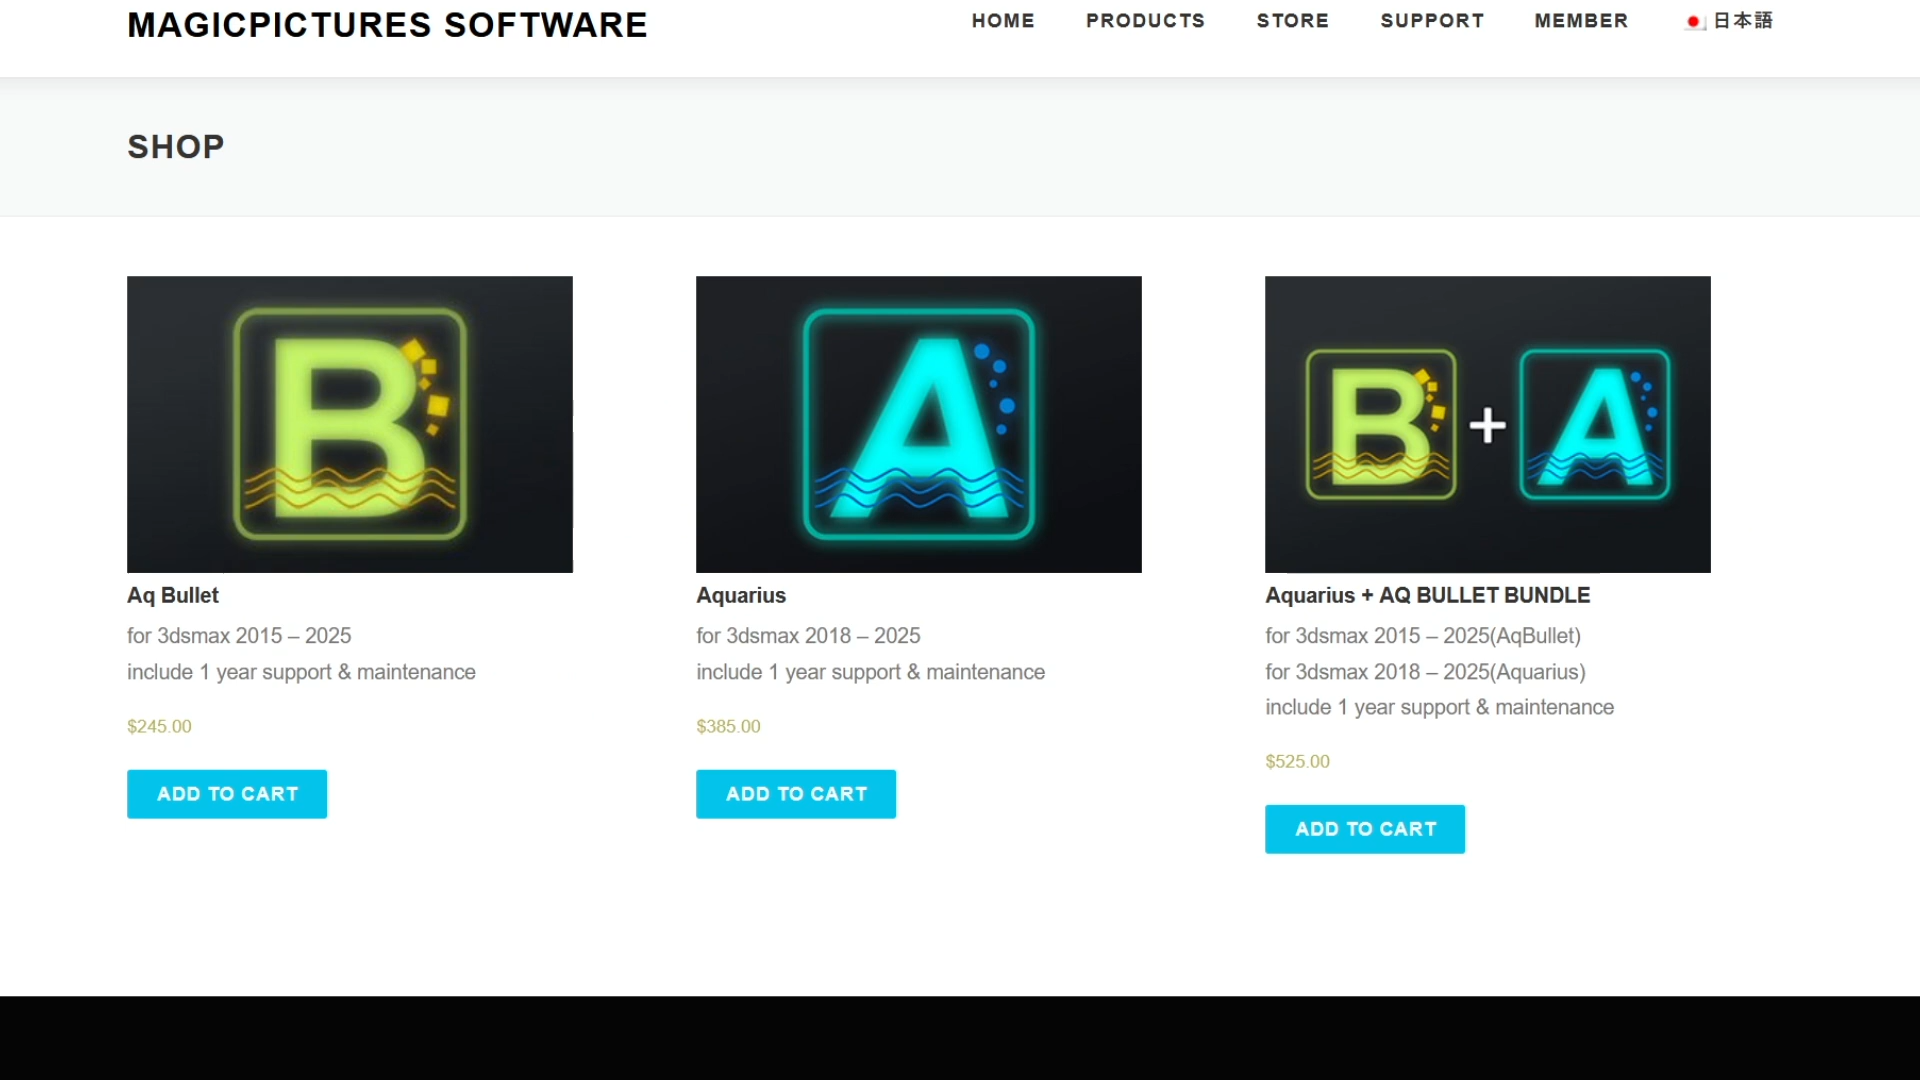 MAGICPICTURES SOFTWARE
HOME PRODUCTS STORE SUPPORT MEMBER 日本語
SHOP
B
A
B + A
Aq Bullet
for 3dsmax 2015 – 2025
include 1 year support & maintenance
$245.00
ADD TO CART
Aquarius
for 3dsmax 2018 – 2025
include 1 year support & maintenance
$385.00
ADD TO CART
Aquarius + AQ BULLET BUNDLE
for 3dsmax 2015 – 2025(AqBullet)
for 3dsmax 2018 – 2025(Aquarius)
include 1 year support & maintenance
$525.00
ADD TO CART